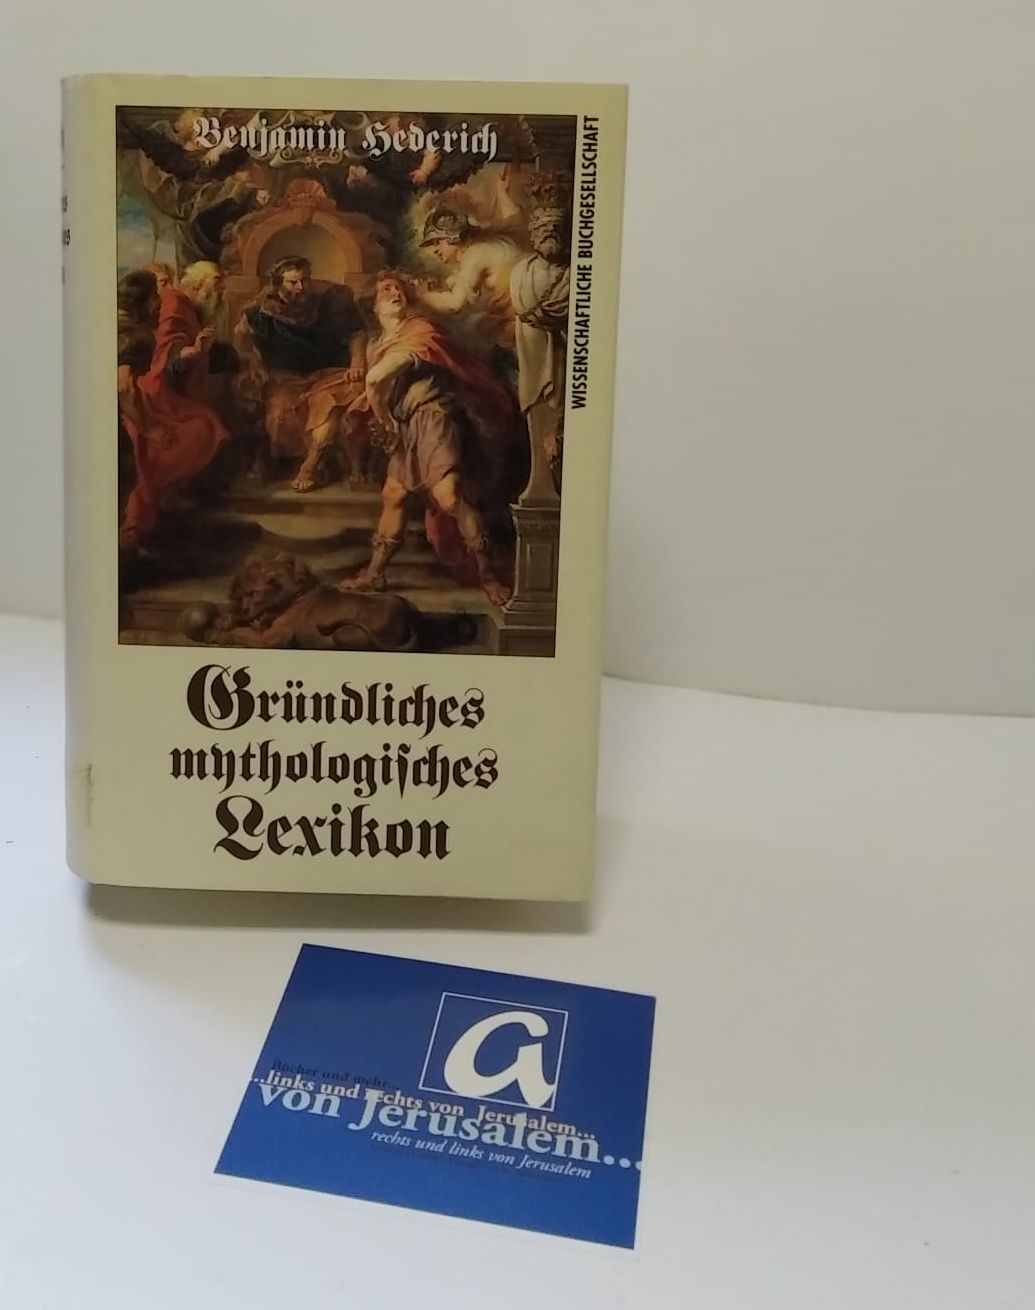 Benjamin Hederich
WISSENSCHAFTLICHE BUCHGESELLSCHAFT
Gründliches
mythologiſches
Lexikon
a
Bücher und mehr...
...links und rechts von Jerusalem...
von Jerusalem...
rechts und links von Jerusalem